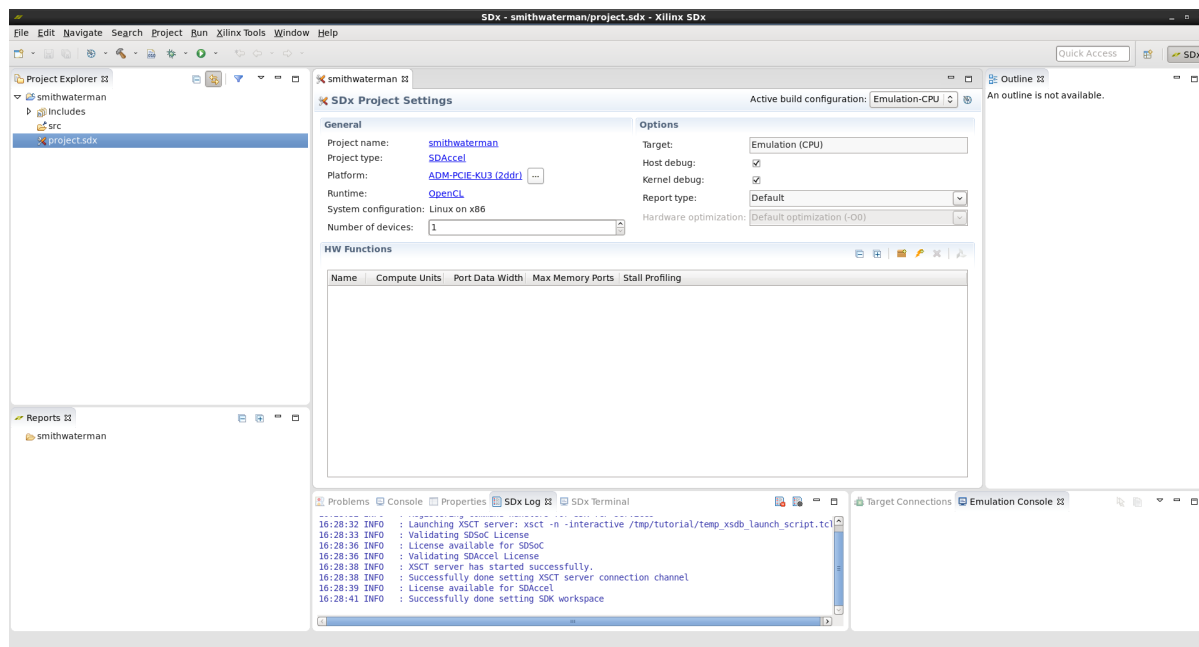 SDx - smithwaterman/project.sdx - Xilinx SDx
File Edit Navigate Search Project Run Xilinx Tools Window Help
Quick Access
SDx
Project Explorer
smithwaterman
Includes
src
project.sdx
Reports
smithwaterman
smithwaterman
SDx Project Settings
Active build configuration: Emulation-CPU
General
Project name: smithwaterman
Project type: SDAccel
Platform: ADM-PCIE-KU3 (2ddr) ...
Runtime: OpenCL
System configuration: Linux on x86
Number of devices: 1
Options
Target: Emulation (CPU)
Host debug:
Kernel debug:
Report type: Default
Hardware optimization: Default optimization (-O0)
HW Functions
Name Compute Units Port Data Width Max Memory Ports Stall Profiling
Outline
An outline is not available.
Problems Console Properties SDx Log SDx Terminal
16:28:32 INFO : Launching XSCT server: xsct -n -interactive /tmp/tutorial/temp_xsdb_launch_script.tcl
16:28:33 INFO : Validating SDSoC License
16:28:36 INFO : License available for SDSoC
16:28:36 INFO : Validating SDAccel License
16:28:38 INFO : XSCT server has started successfully.
16:28:38 INFO : Successfully done setting XSCT server connection channel
16:28:39 INFO : License available for SDAccel
16:28:41 INFO : Successfully done setting SDK workspace
Target Connections Emulation Console